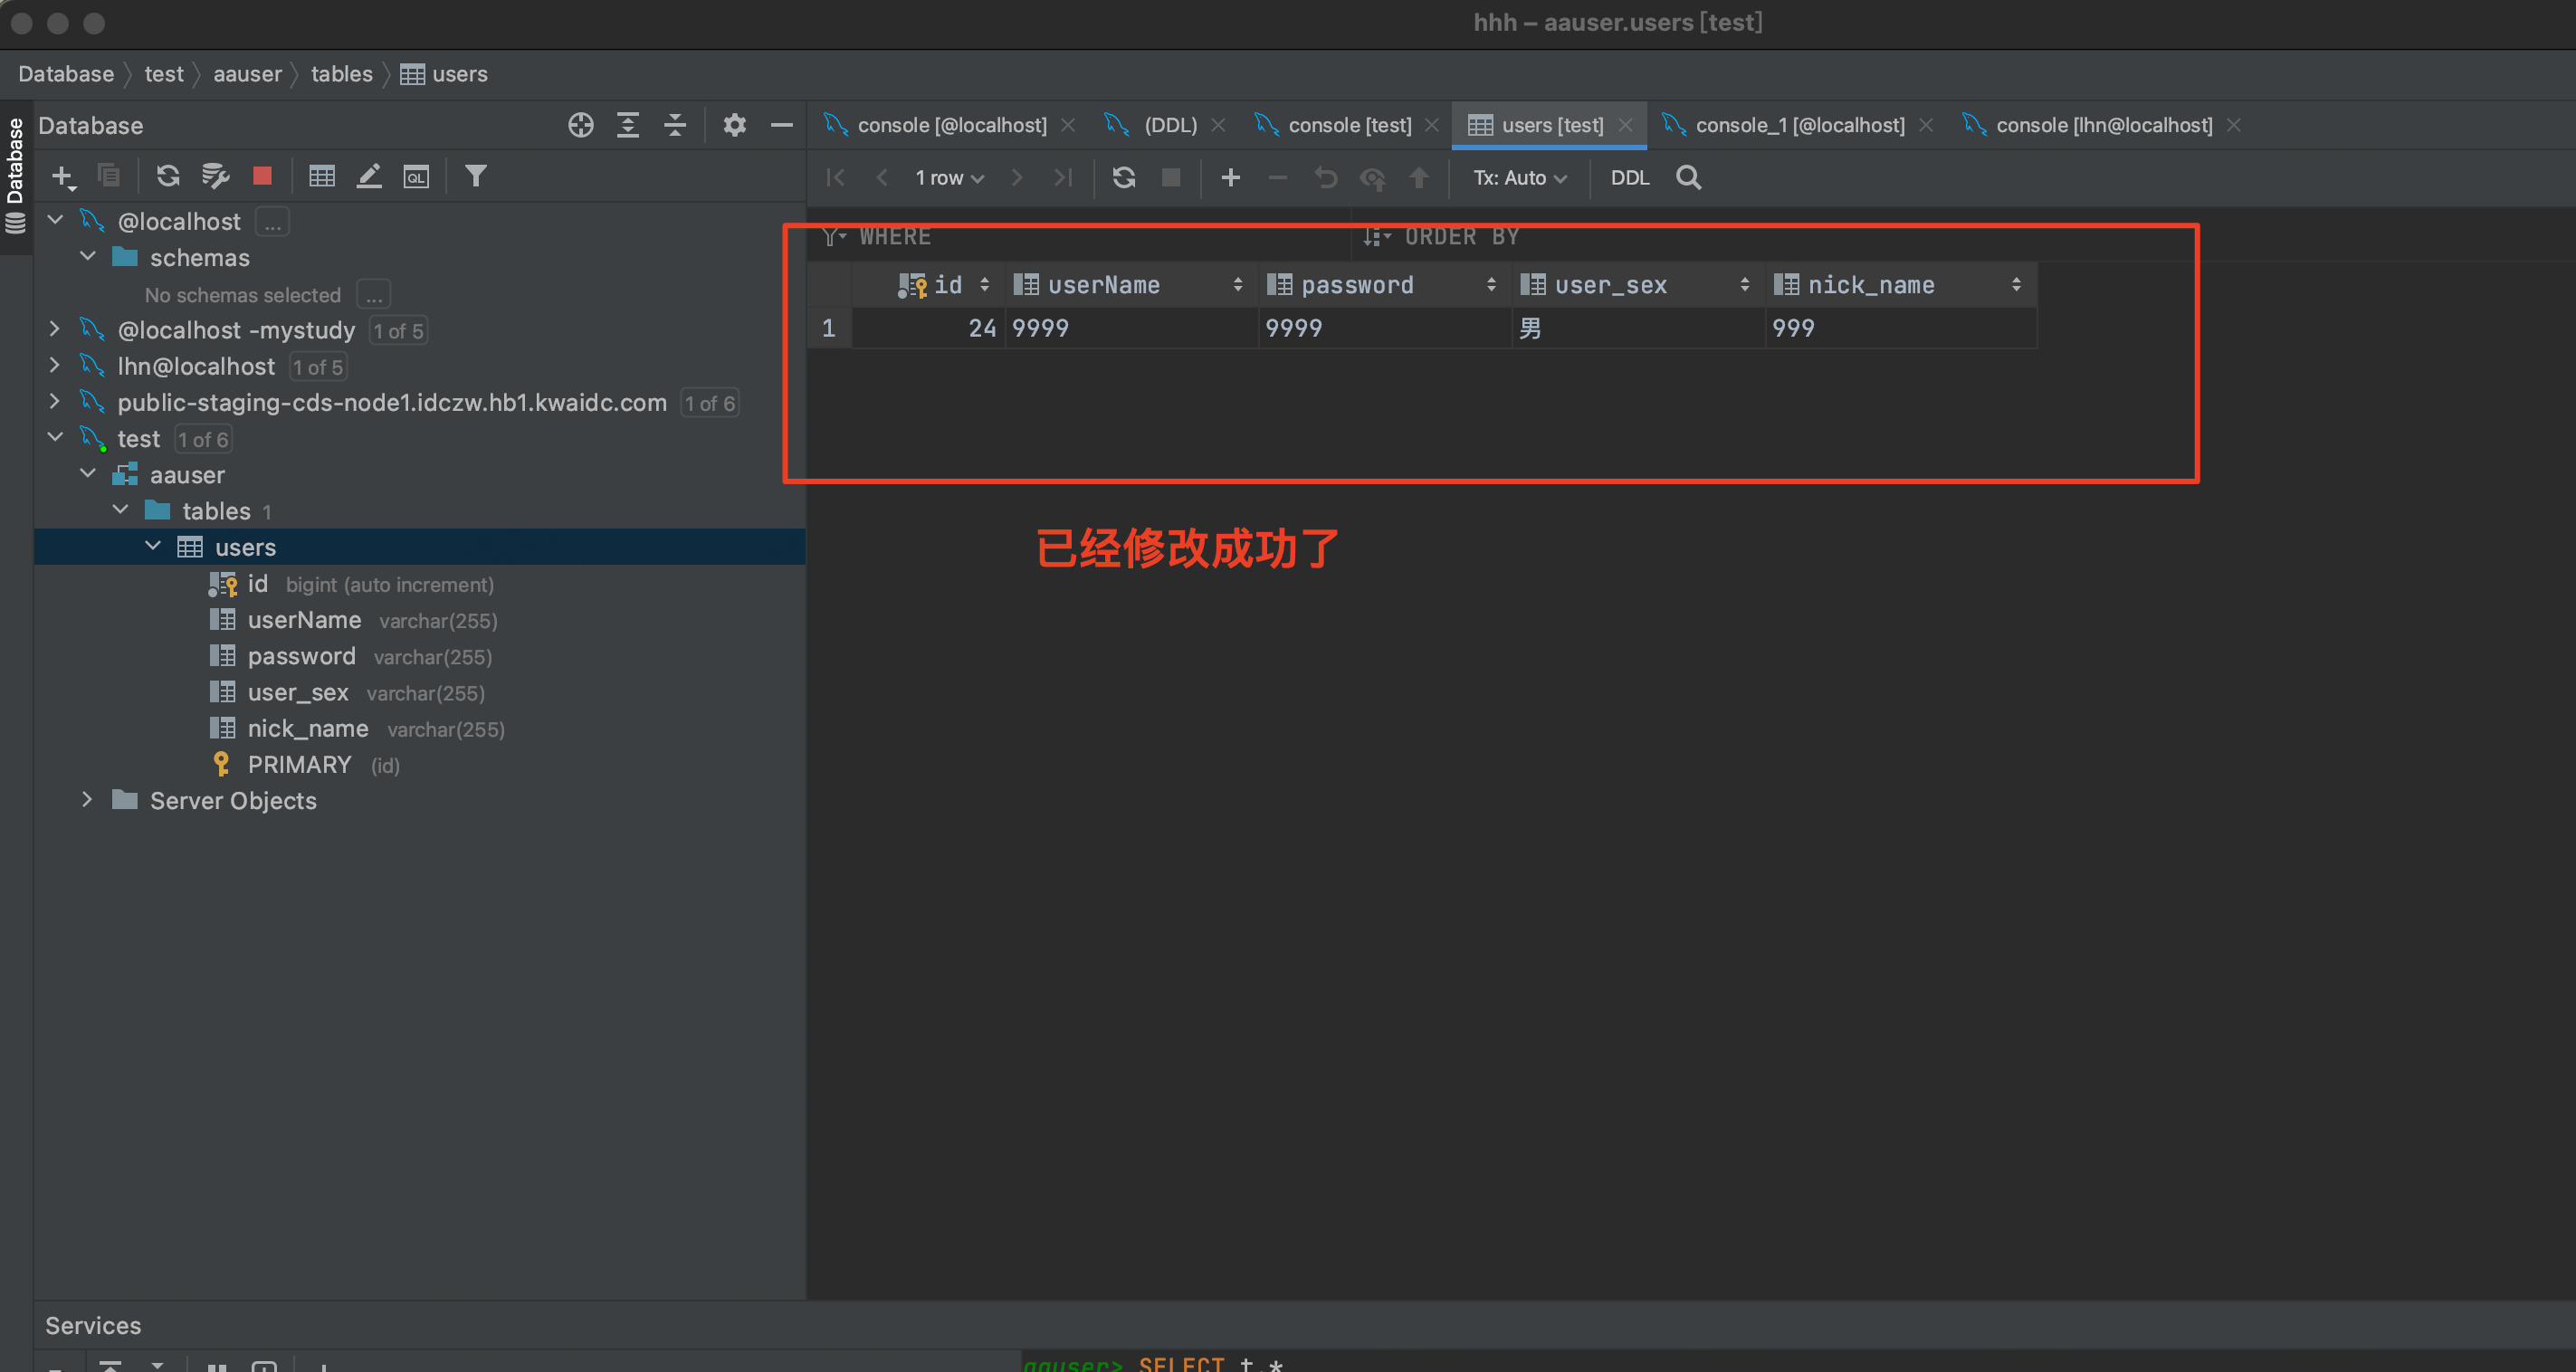 hhh – aauser.users [test]
Database test aauser tables users
Database
Database
console [@localhost] (DDL) console [test] users [test] console_1 [@localhost] console [lhn@localhost]
QL
1 row Tx: Auto DDL
@localhost ...
schemas
No schemas selected ...
@localhost -mystudy 1 of 5
lhn@localhost 1 of 5
public-staging-cds-node1.idczw.hb1.kwaidc.com 1 of 6
test 1 of 6
aauser
tables 1
users
id bigint (auto increment)
userName varchar(255)
password varchar(255)
user_sex varchar(255)
nick_name varchar(255)
PRIMARY (id)
Server Objects
WHERE ORDER BY
id userName password user_sex nick_name
1 24 9999 9999 男 999
已经修改成功了
Services
aauser> SELECT t.*